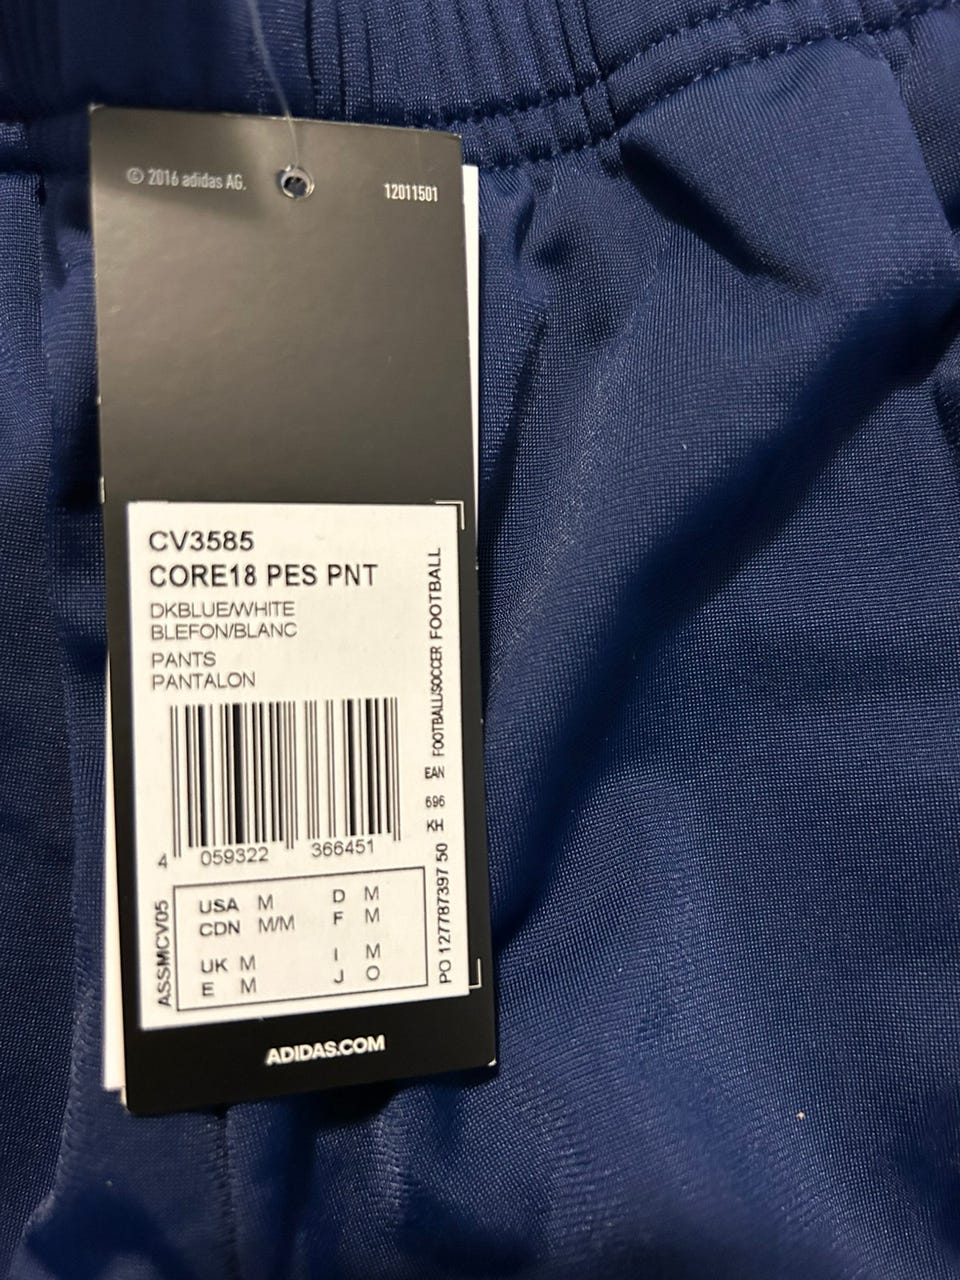 © 2016 adidas AG.
12011501
CV3585
CORE18 PES PNT
DKBLUE/WHITE
BLEFON/BLANC
PANTS
PANTALON
4 059322 366451
USA M D M
CDN M/M F M
UK M I M
E M J O
ASSMCV05
FOOTBALL/SOCCER FOOTBALL
EAN
696
KH
PO 127787397 50
ADIDAS.COM